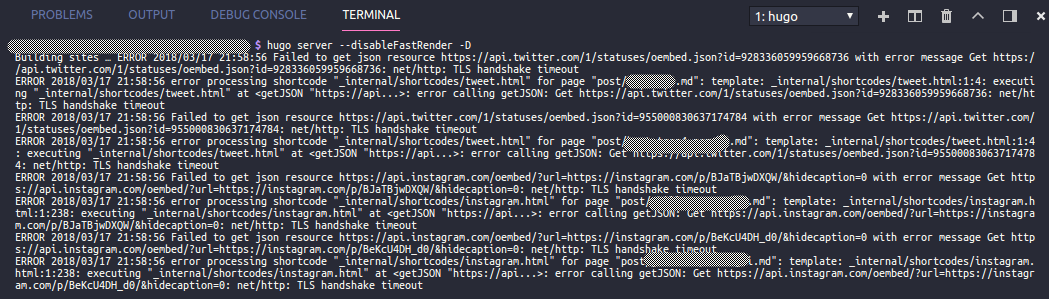 PROBLEMS OUTPUT DEBUG CONSOLE TERMINAL 1: hugo
$ hugo server --disableFastRender -D
Building sites … ERROR 2018/03/17 21:58:56 Failed to get json resource https://api.twitter.com/1/statuses/oembed.json?id=928336059959668736 with error message Get https:/
/api.twitter.com/1/statuses/oembed.json?id=928336059959668736: net/http: TLS handshake timeout
ERROR 2018/03/17 21:58:56 error processing shortcode "_internal/shortcodes/tweet.html" for page "post/ .md": template: _internal/shortcodes/tweet.html:1:4: executi
ng "_internal/shortcodes/tweet.html" at <getJSON "https://api...>: error calling getJSON: Get https://api.twitter.com/1/statuses/oembed.json?id=928336059959668736: net/ht
tp: TLS handshake timeout
ERROR 2018/03/17 21:58:56 Failed to get json resource https://api.twitter.com/1/statuses/oembed.json?id=955000830637174784 with error message Get https://api.twitter.com/
1/statuses/oembed.json?id=955000830637174784: net/http: TLS handshake timeout
ERROR 2018/03/17 21:58:56 error processing shortcode "_internal/shortcodes/tweet.html" for page "post/ .md": template: _internal/shortcodes/tweet.html:1:4
: executing "_internal/shortcodes/tweet.html" at <getJSON "https://api...>: error calling getJSON: Get https://api.twitter.com/1/statuses/oembed.json?id=95500083063717478
4: net/http: TLS handshake timeout
ERROR 2018/03/17 21:58:56 Failed to get json resource https://api.instagram.com/oembed/?url=https://instagram.com/p/BJaTBjwDXQW/&hidecaption=0 with error message Get http
s://api.instagram.com/oembed/?url=https://instagram.com/p/BJaTBjwDXQW/&hidecaption=0: net/http: TLS handshake timeout
ERROR 2018/03/17 21:58:56 error processing shortcode "_internal/shortcodes/instagram.html" for page "post/ .md": template: _internal/shortcodes/instagram.h
tml:1:238: executing "_internal/shortcodes/instagram.html" at <getJSON "https://api...>: error calling getJSON: Get https://api.instagram.com/oembed/?url=https://instagra
m.com/p/BJaTBjwDXQW/&hidecaption=0: net/http: TLS handshake timeout
ERROR 2018/03/17 21:58:56 Failed to get json resource https://api.instagram.com/oembed/?url=https://instagram.com/p/BeKcU4DH_d0/&hidecaption=0 with error message Get http
s://api.instagram.com/oembed/?url=https://instagram.com/p/BeKcU4DH_d0/&hidecaption=0: net/http: TLS handshake timeout
ERROR 2018/03/17 21:58:56 error processing shortcode "_internal/shortcodes/instagram.html" for page "post i.md": template: _internal/shortcodes/instagram.
html:1:238: executing "_internal/shortcodes/instagram.html" at <getJSON "https://api...>: error calling getJSON: Get https://api.instagram.com/oembed/?url=https://instagr
am.com/p/BeKcU4DH_d0/&hidecaption=0: net/http: TLS handshake timeout